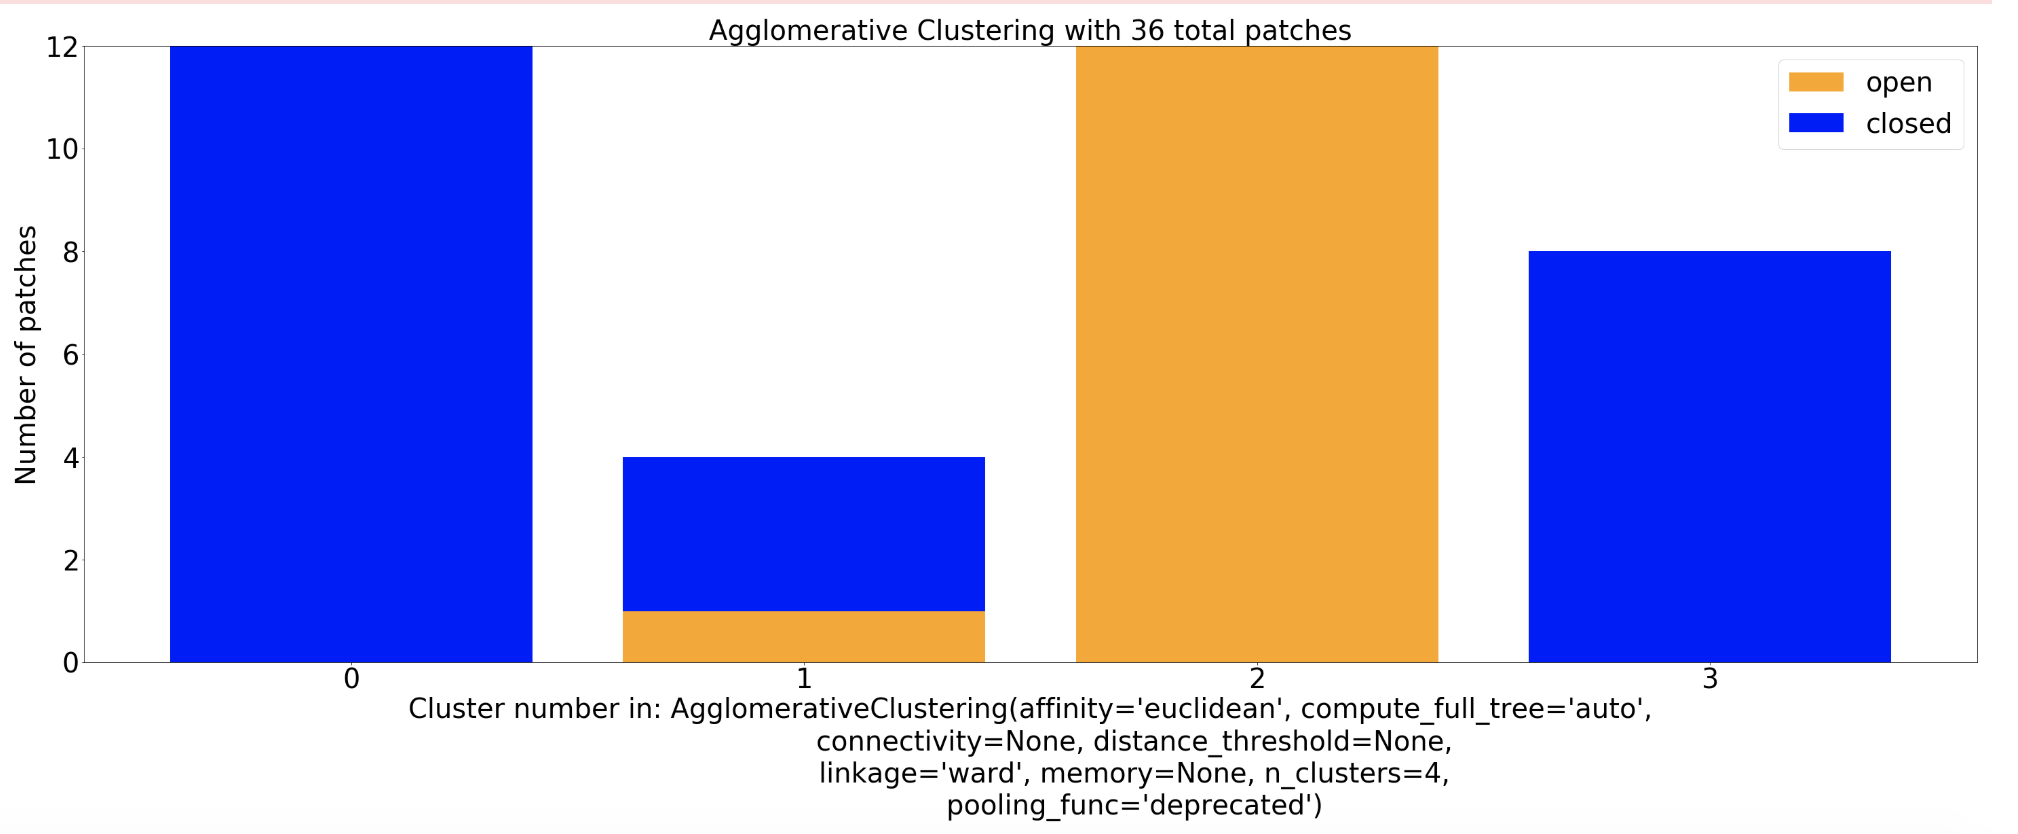 Agglomerative Clustering with 36 total patches
12
10
8
6
4
2
0
Number of patches
open
closed
0 1 2 3
Cluster number in: AgglomerativeClustering(affinity='euclidean', compute_full_tree='auto',
connectivity=None, distance_threshold=None,
linkage='ward', memory=None, n_clusters=4,
pooling_func='deprecated')